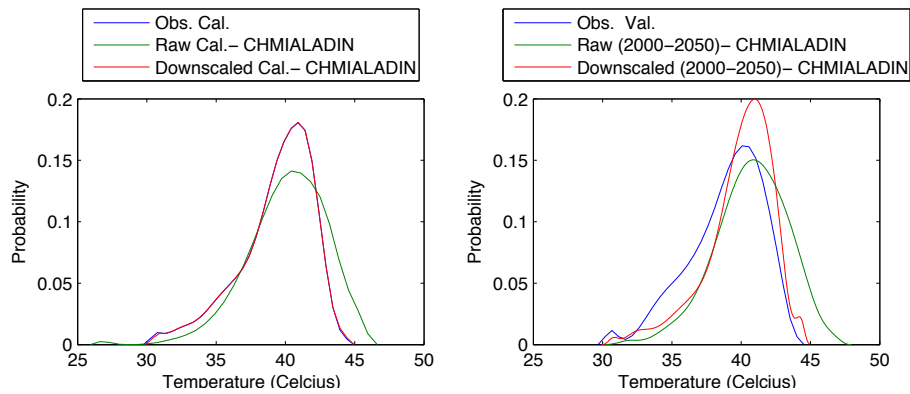 Obs. Cal.
Raw Cal.− CHMIALADIN
Downscaled Cal.− CHMIALADIN
0.2
0.15
0.1
0.05
0
Probability
25 30 35 40 45 50
Temperature (Celcius)
Obs. Val.
Raw (2000−2050)− CHMIALADIN
Downscaled (2000−2050)− CHMIALADIN
0.2
0.15
0.1
0.05
0
Probability
25 30 35 40 45 50
Temperature (Celcius)